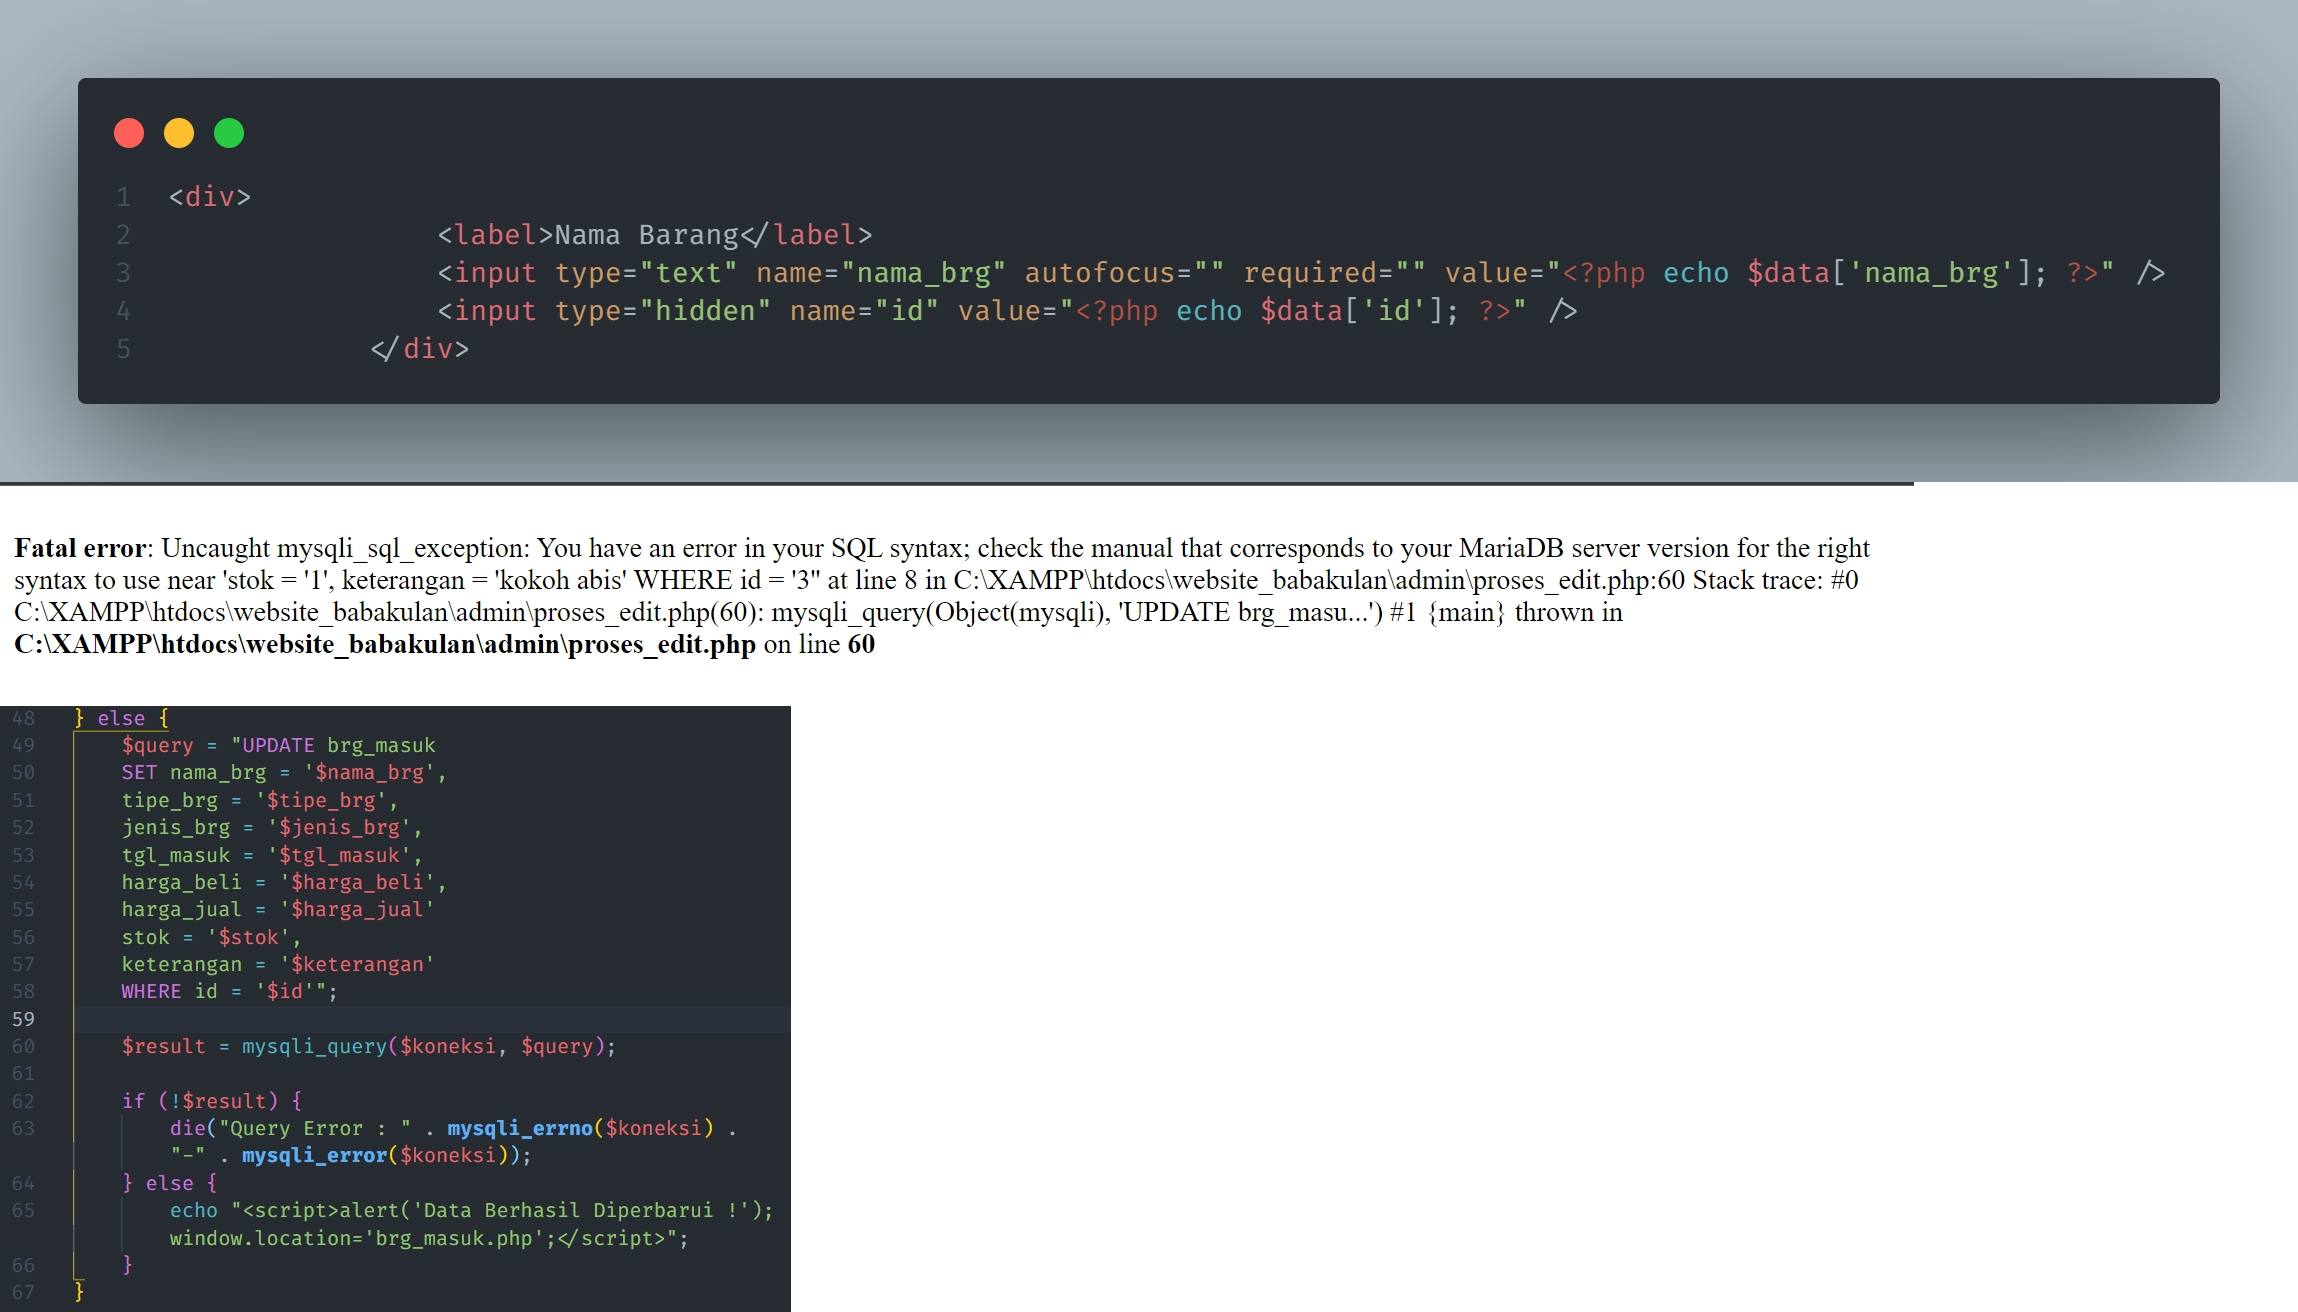 1 <div>
2 <label>Nama Barang</label>
3 <input type="text" name="nama_brg" autofocus="" required="" value="<?php echo $data['nama_brg']; ?>" />
4 <input type="hidden" name="id" value="<?php echo $data['id']; ?>" />
5 </div>
Fatal error: Uncaught mysqli_sql_exception: You have an error in your SQL syntax; check the manual that corresponds to your MariaDB server version for the right
syntax to use near 'stok = '1', keterangan = 'kokoh abis' WHERE id = '3'' at line 8 in C:\XAMPP\htdocs\website_babakulan\admin\proses_edit.php:60 Stack trace: #0
C:\XAMPP\htdocs\website_babakulan\admin\proses_edit.php(60): mysqli_query(Object(mysqli), 'UPDATE brg_masu...') #1 {main} thrown in
C:\XAMPP\htdocs\website_babakulan\admin\proses_edit.php on line 60
48 } else {
49 $query = "UPDATE brg_masuk
50 SET nama_brg = '$nama_brg',
51 tipe_brg = '$tipe_brg',
52 jenis_brg = '$jenis_brg',
53 tgl_masuk = '$tgl_masuk',
54 harga_beli = '$harga_beli',
55 harga_jual = '$harga_jual'
56 stok = '$stok',
57 keterangan = '$keterangan'
58 WHERE id = '$id'";
59
60 $result = mysqli_query($koneksi, $query);
61
62 if (!$result) {
63 die("Query Error : " . mysqli_errno($koneksi) .
"-" . mysqli_error($koneksi));
64 } else {
65 echo "<script>alert('Data Berhasil Diperbarui !');
window.location='brg_masuk.php';</script>";
66 }
67 }